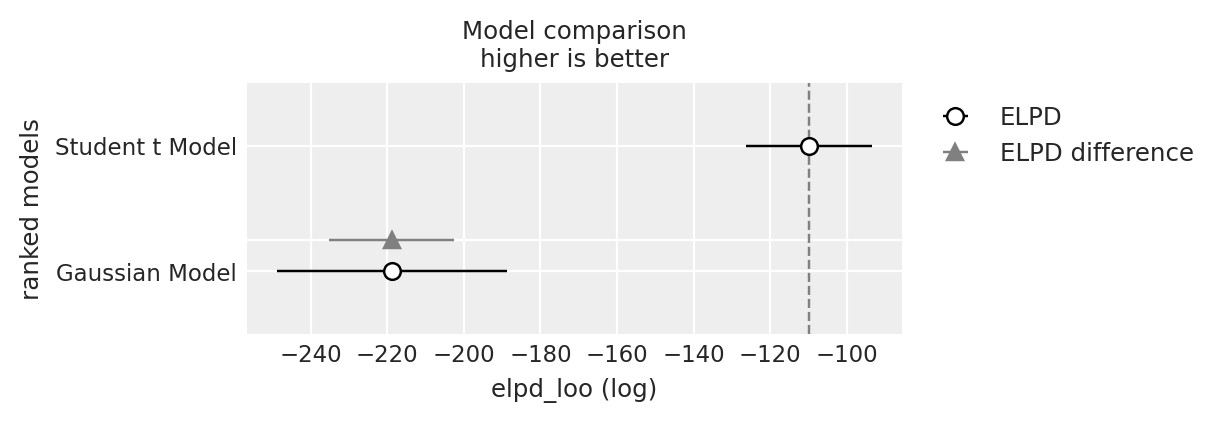 Model comparison
higher is better
ranked models
Student t Model
Gaussian Model
−240 −220 −200 −180 −160 −140 −120 −100
elpd_loo (log)
ELPD
ELPD difference